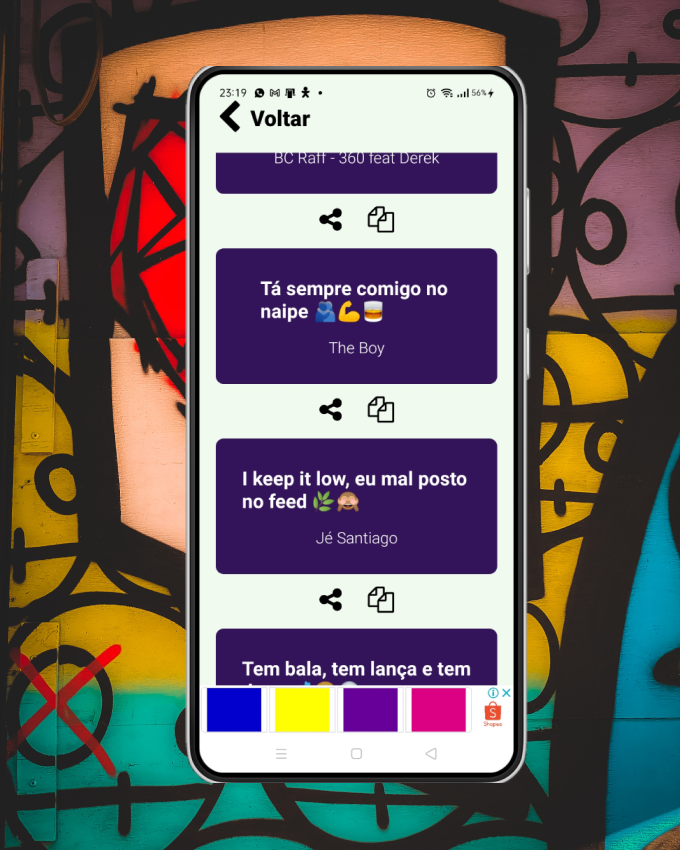 23:19
56%
Voltar
BC Raff - 360 feat Derek
Tá sempre comigo no
naipe 🫂💪🥃
The Boy
I keep it low, eu mal posto
no feed 🌿🙈
Jé Santiago
Tem bala, tem lança e tem
Shopee